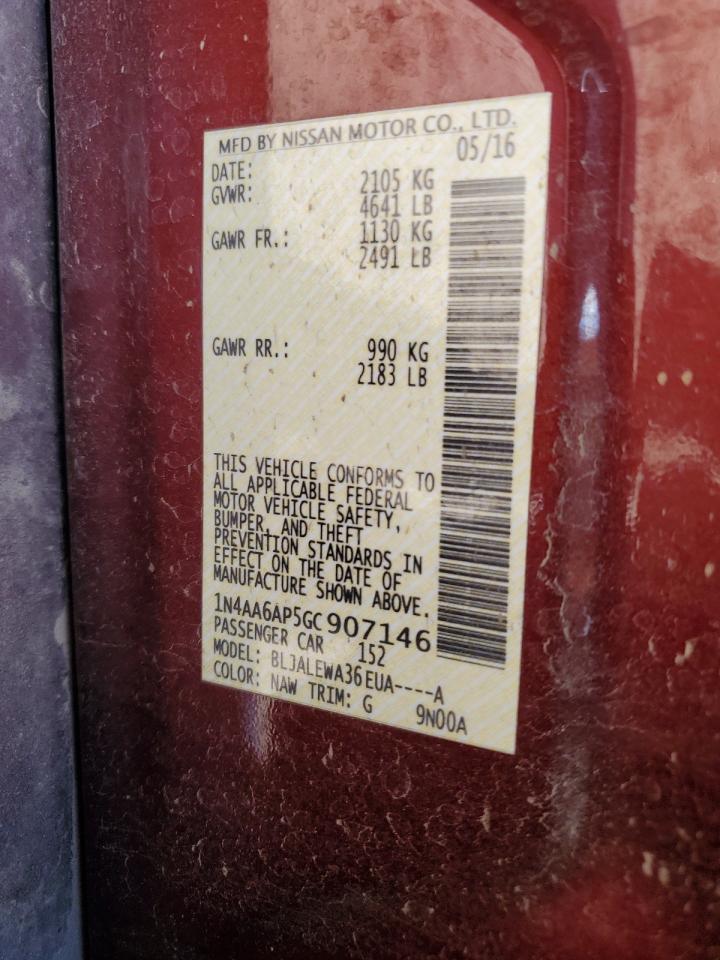 MFD BY NISSAN MOTOR CO., LTD.
DATE: 05/16
GVWR: 2105 KG
4641 LB
GAWR FR.: 1130 KG
2491 LB
GAWR RR.: 990 KG
2183 LB
THIS VEHICLE CONFORMS TO
ALL APPLICABLE FEDERAL
MOTOR VEHICLE SAFETY,
BUMPER, AND THEFT
PREVENTION STANDARDS IN
EFFECT ON THE DATE OF
MANUFACTURE SHOWN ABOVE.
1N4AA6AP5GC907146
PASSENGER CAR 152
MODEL: BLJALEWA36EUA----A
COLOR: NAW TRIM: G 9N00A